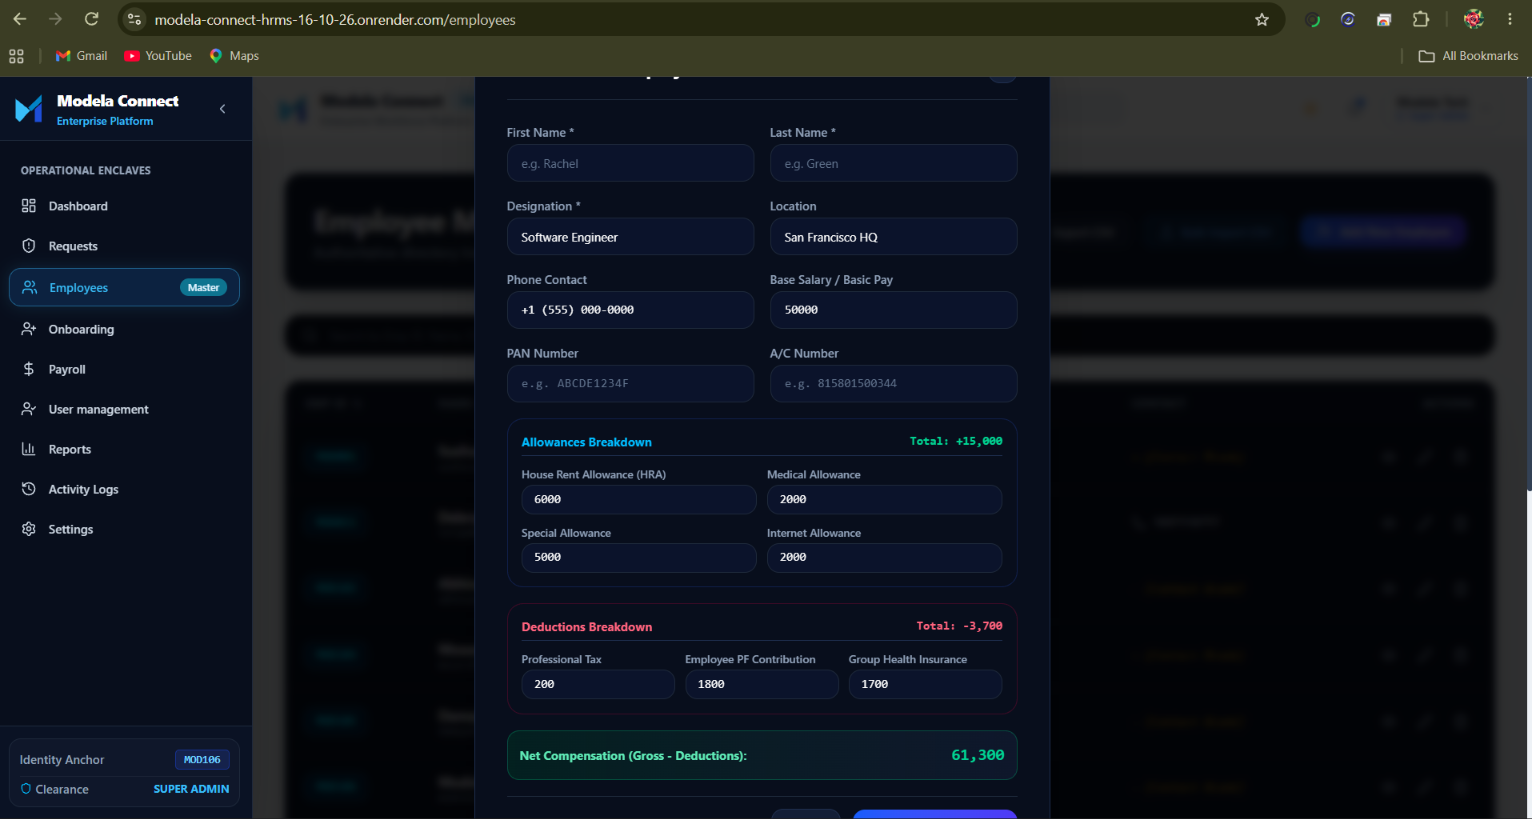 modela-connect-hrms-16-10-26.onrender.com/employees
Gmail
YouTube
Maps
All Bookmarks
Modela Connect
Enterprise Platform
OPERATIONAL ENCLAVES
Dashboard
Requests
Employees
Master
Onboarding
Payroll
User management
Reports
Activity Logs
Settings
Identity Anchor
MOD106
Clearance
SUPER ADMIN
Modela Connect
First Name *
Last Name *
e.g. Rachel
e.g. Green
Designation *
Location
Software Engineer
San Francisco HQ
Phone Contact
Base Salary / Basic Pay
+1 (555) 000-0000
50000
PAN Number
A/C Number
e.g. ABCDE1234F
e.g. 815801500344
Allowances Breakdown
Total: +15,000
House Rent Allowance (HRA)
Medical Allowance
6000
2000
Special Allowance
Internet Allowance
5000
2000
Deductions Breakdown
Total: -3,700
Professional Tax
Employee PF Contribution
Group Health Insurance
200
1800
1700
Net Compensation (Gross - Deductions):
61,300